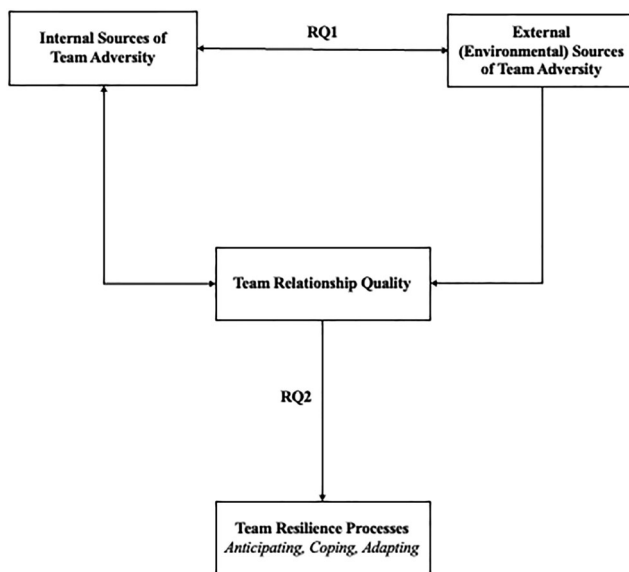 Internal Sources of
Team Adversity
RQ1
External
(Environmental) Sources
of Team Adversity
Team Relationship Quality
RQ2
Team Resilience Processes
Anticipating, Coping, Adapting